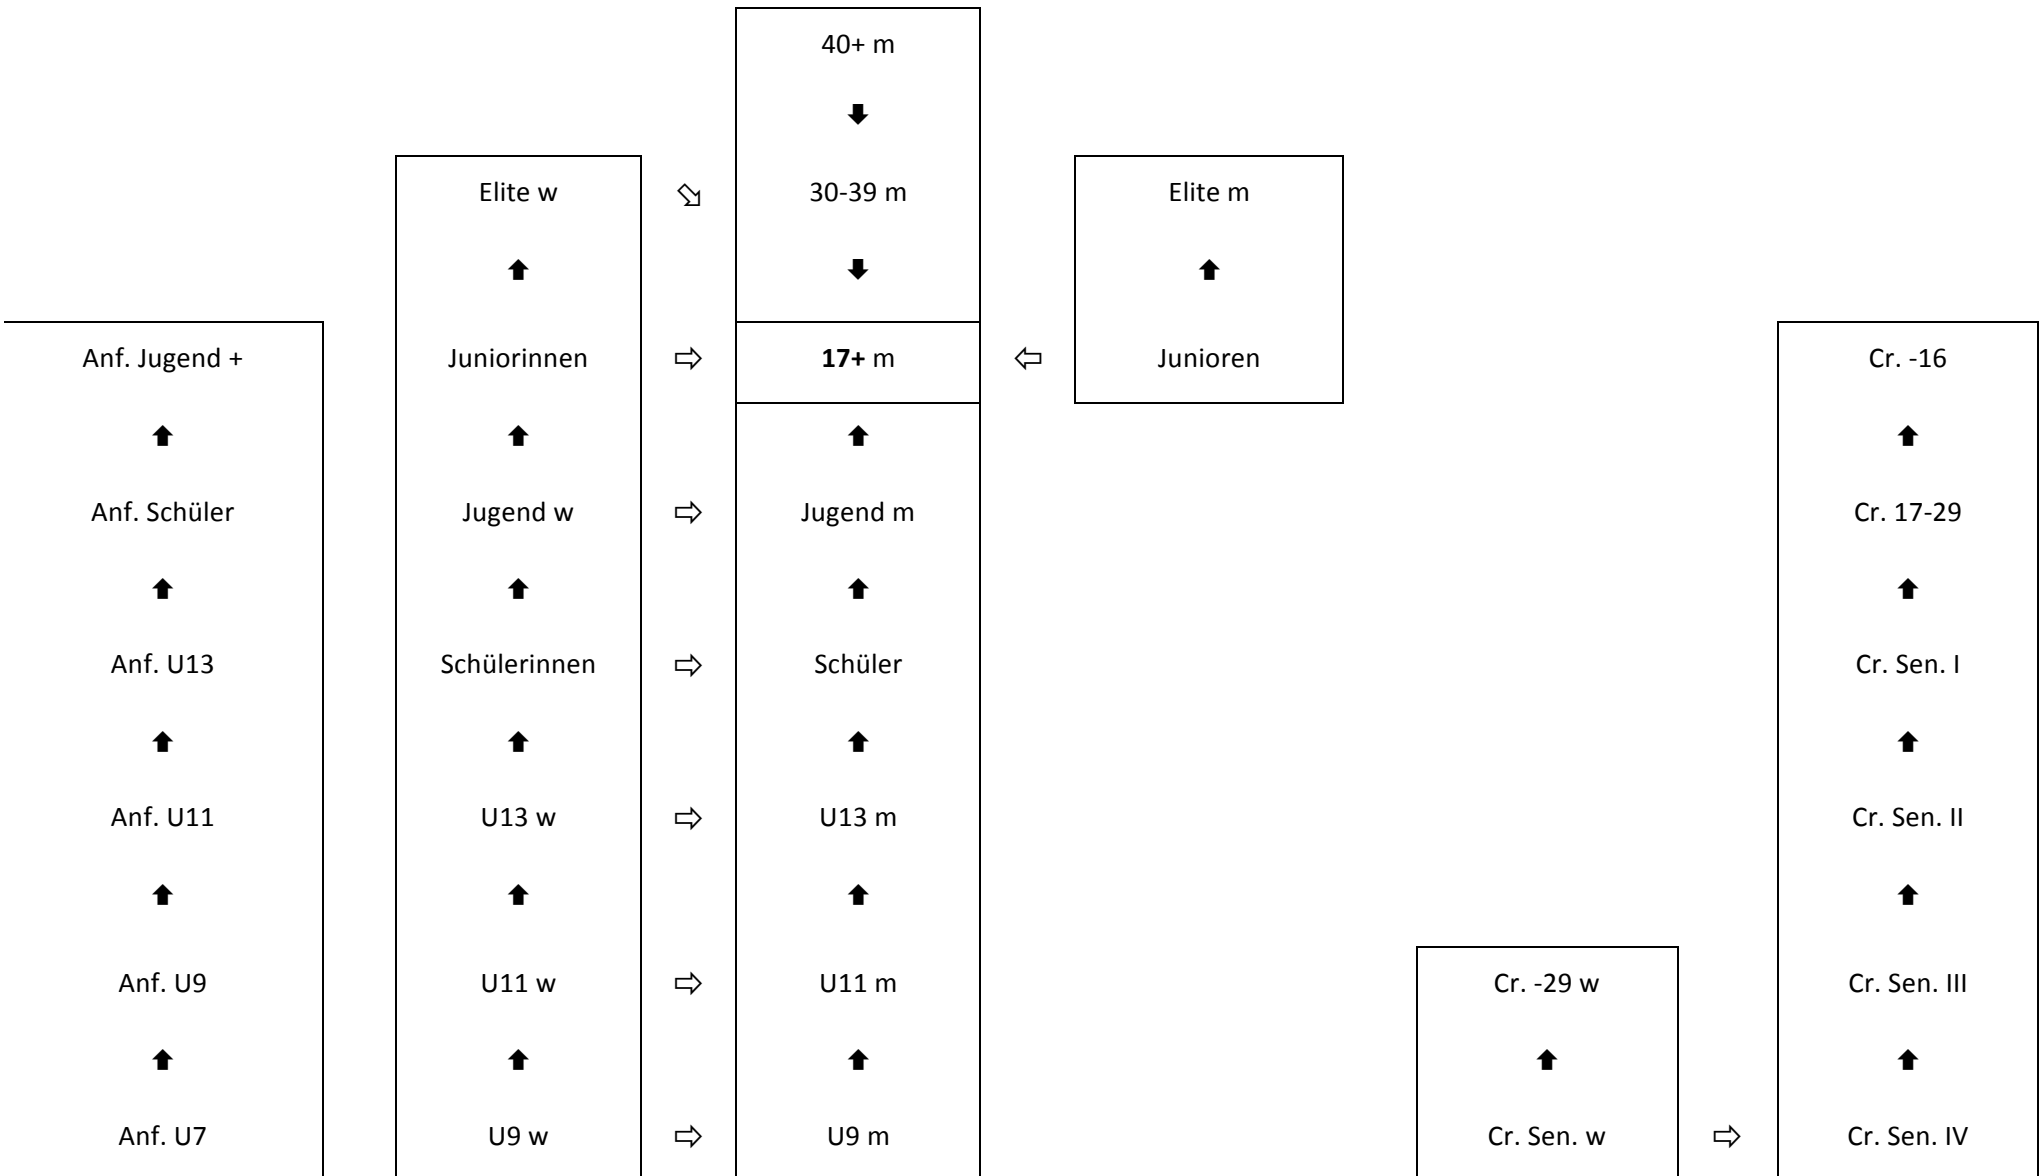 40+ m
🡇
Elite w ⬂ 30-39 m Elite m
🡅 🡇 🡅
Anf. Jugend + Juniorinnen ⇨ 17+ m ⇦ Junioren Cr. -16
🡅 🡅 🡅 🡅
Anf. Schüler Jugend w ⇨ Jugend m Cr. 17-29
🡅 🡅 🡅 🡅
Anf. U13 Schülerinnen ⇨ Schüler Cr. Sen. I
🡅 🡅 🡅 🡅
Anf. U11 U13 w ⇨ U13 m Cr. Sen. II
🡅 🡅 🡅 🡅
Anf. U9 U11 w ⇨ U11 m Cr. -29 w Cr. Sen. III
🡅 🡅 🡅 🡅 🡅
Anf. U7 U9 w ⇨ U9 m Cr. Sen. w ⇨ Cr. Sen. IV